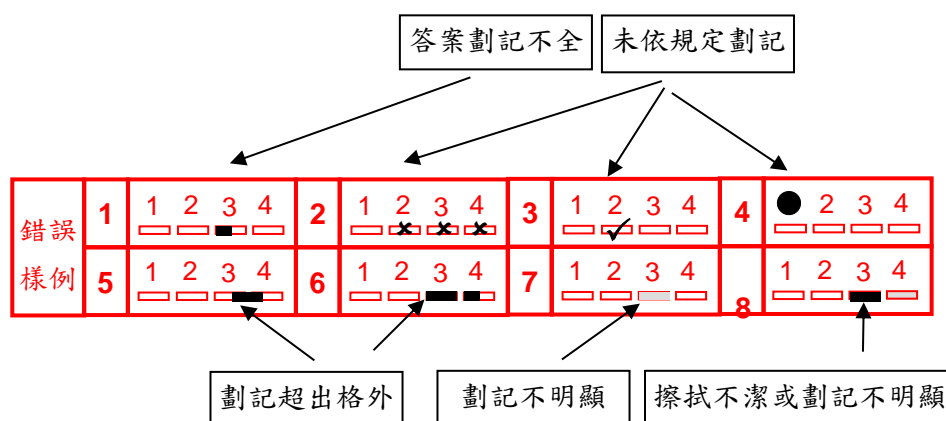 答案劃記不全 未依規定劃記
錯誤樣例
1 1 2 3 4 2 1 2 3 4 3 1 2 3 4 4 2 3 4
5 1 2 3 4 6 1 2 3 4 7 1 2 3 4 8 1 2 3 4
劃記超出格外 劃記不明顯 擦拭不潔或劃記不明顯